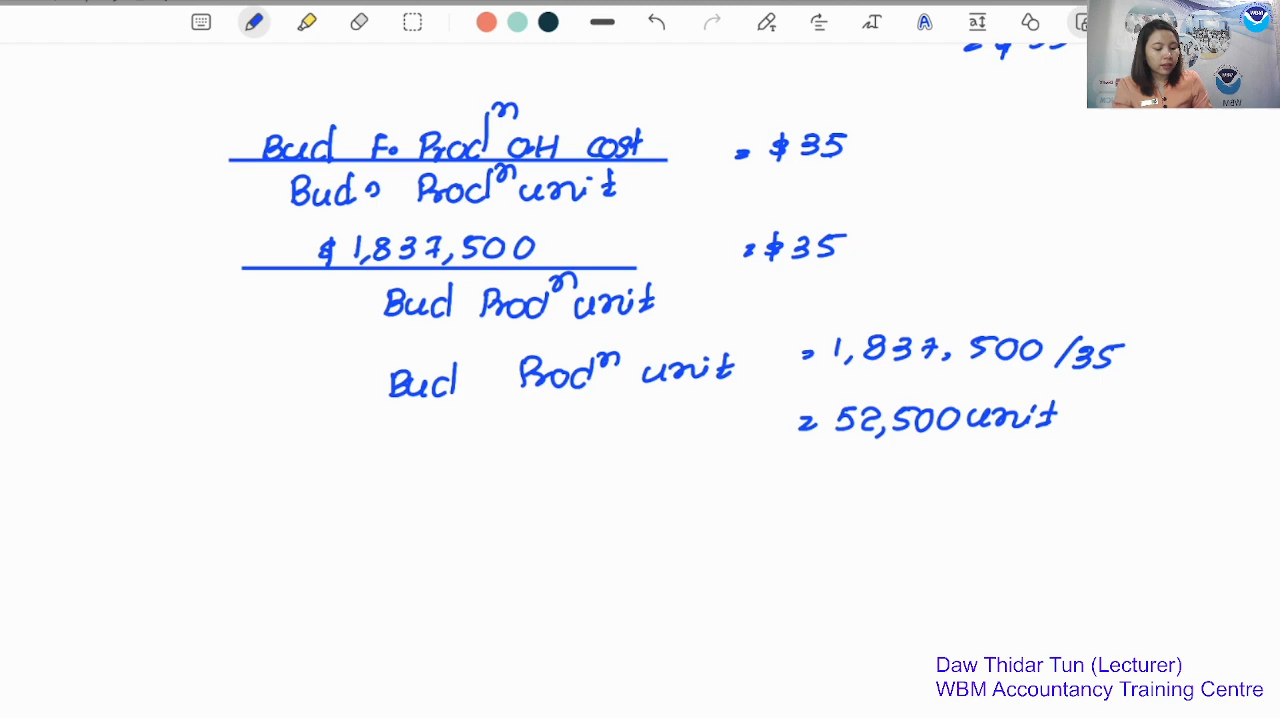 Bud F. Prodⁿ O.H cost = $35
Bud. Prodⁿ unit
$1,837,500 = $35
Bud Prodⁿ unit
Bud Prodⁿ unit = 1,837,500/35
= 52,500 unit
Daw Thidar Tun (Lecturer)
WBM Accountancy Training Centre